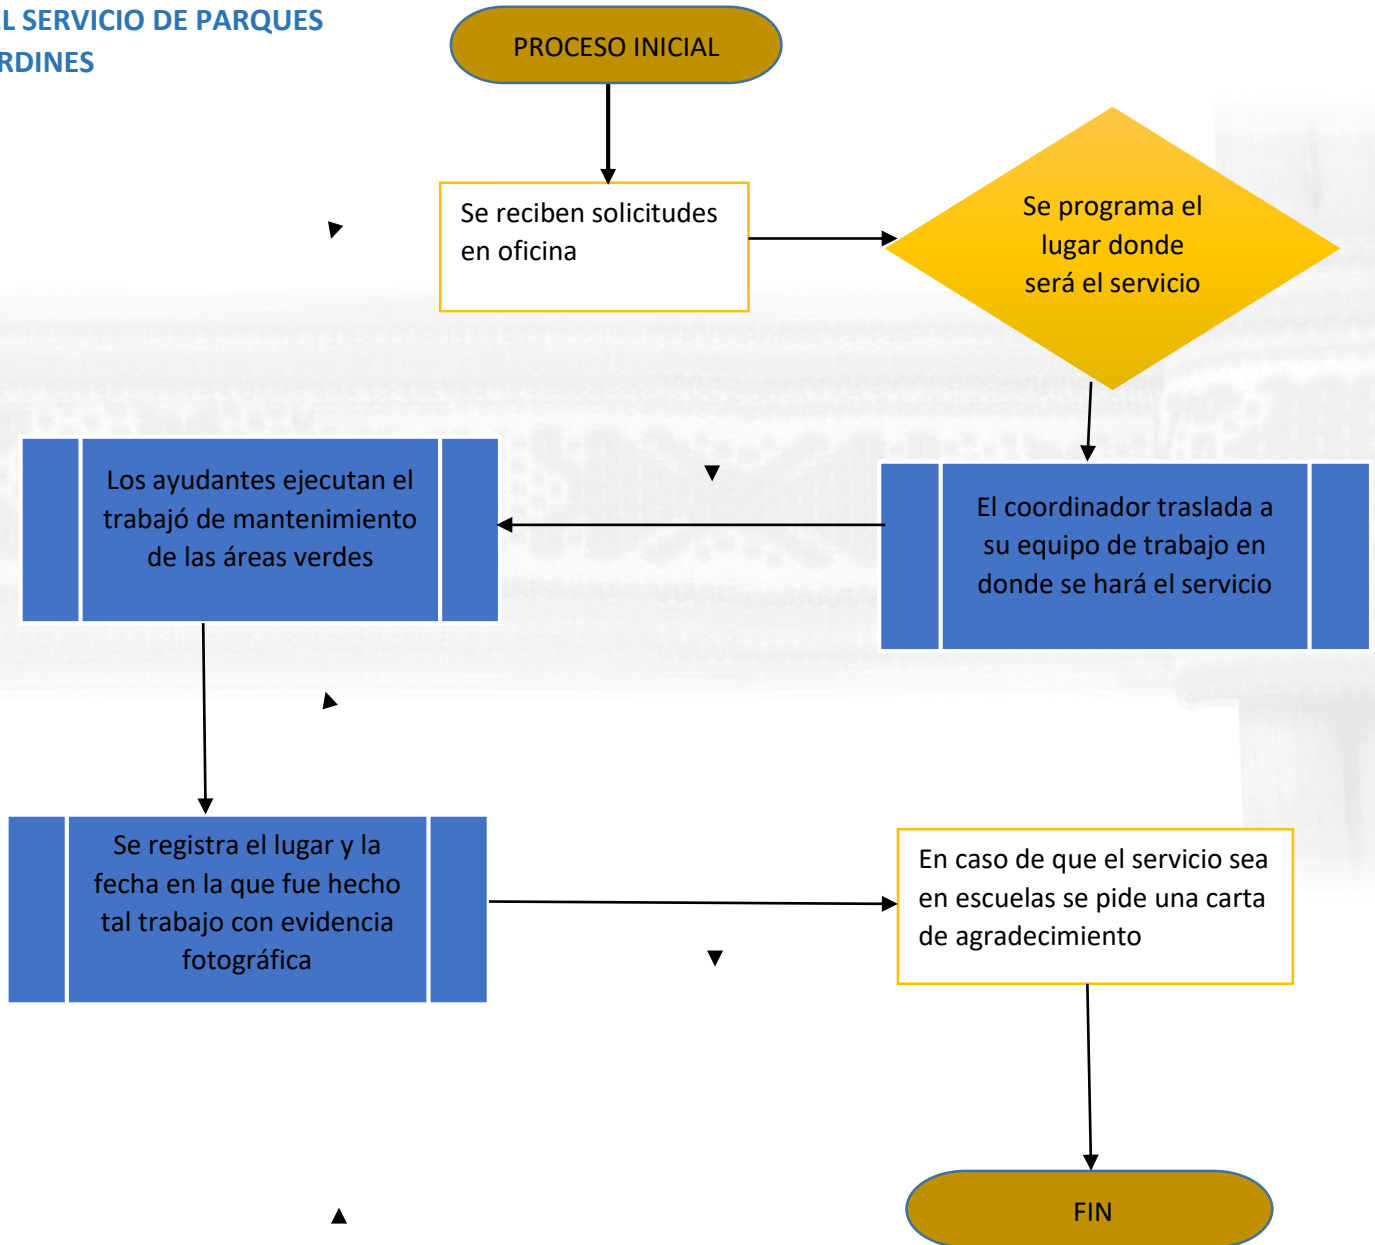 EL SERVICIO DE PARQUES
RDINES
PROCESO INICIAL
Se reciben solicitudes
en oficina
Se programa el
lugar donde
será el servicio
El coordinador traslada a
su equipo de trabajo en
donde se hará el servicio
Los ayudantes ejecutan el
trabajó de mantenimiento
de las áreas verdes
Se registra el lugar y la
fecha en la que fue hecho
tal trabajo con evidencia
fotográfica
En caso de que el servicio sea
en escuelas se pide una carta
de agradecimiento
FIN